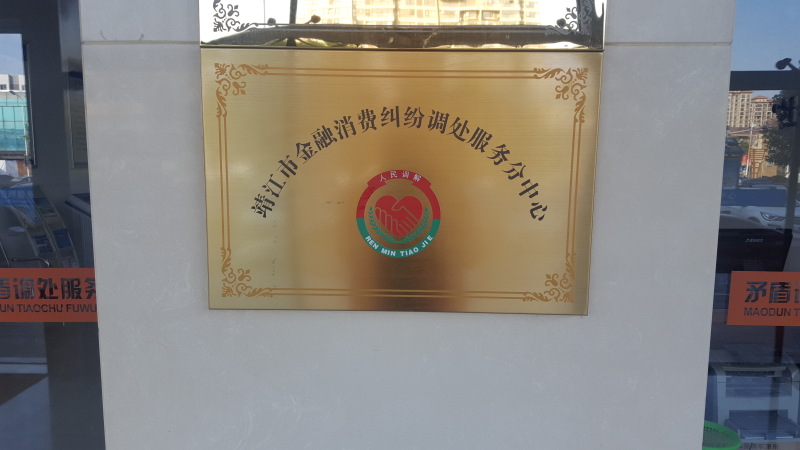 靖江市金融消费纠纷调处服务分中心
人民调解
REN MIN TIAO JIE
盾调处服务
UN TIAOCHU FUWU
矛盾
MAODUN